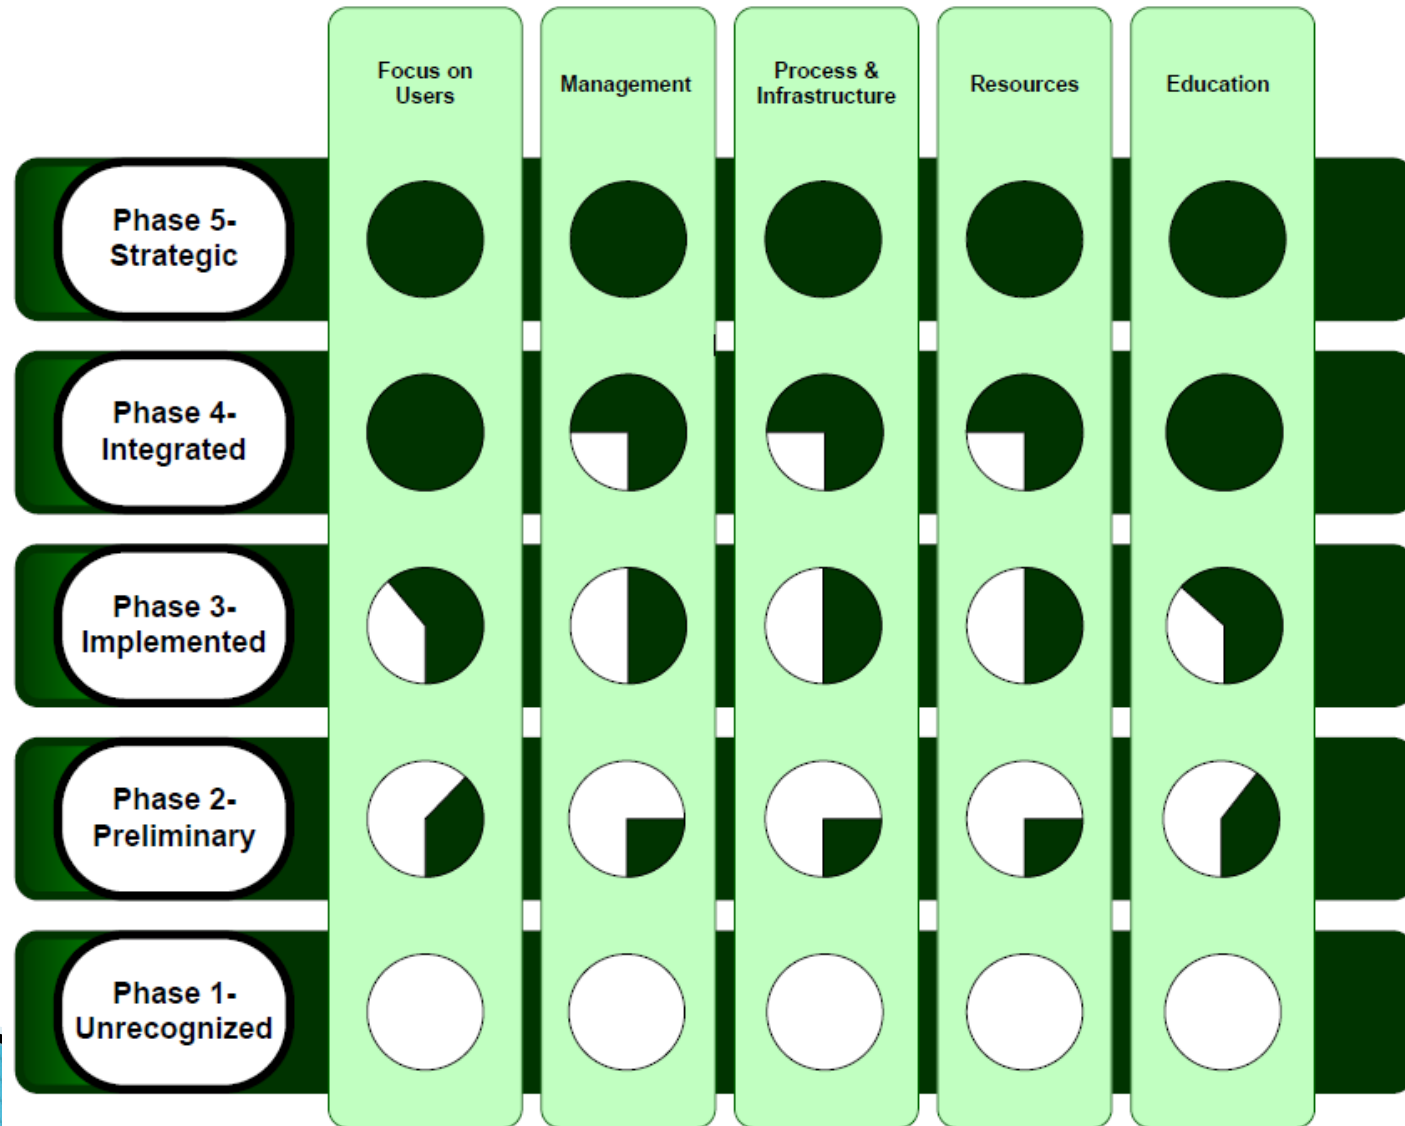 Focus on
Users
Management
Process &
Infrastructure
Resources
Education
Phase 5-
Strategic
Phase 4-
Integrated
Phase 3-
Implemented
Phase 2-
Preliminary
Phase 1-
Unrecognized